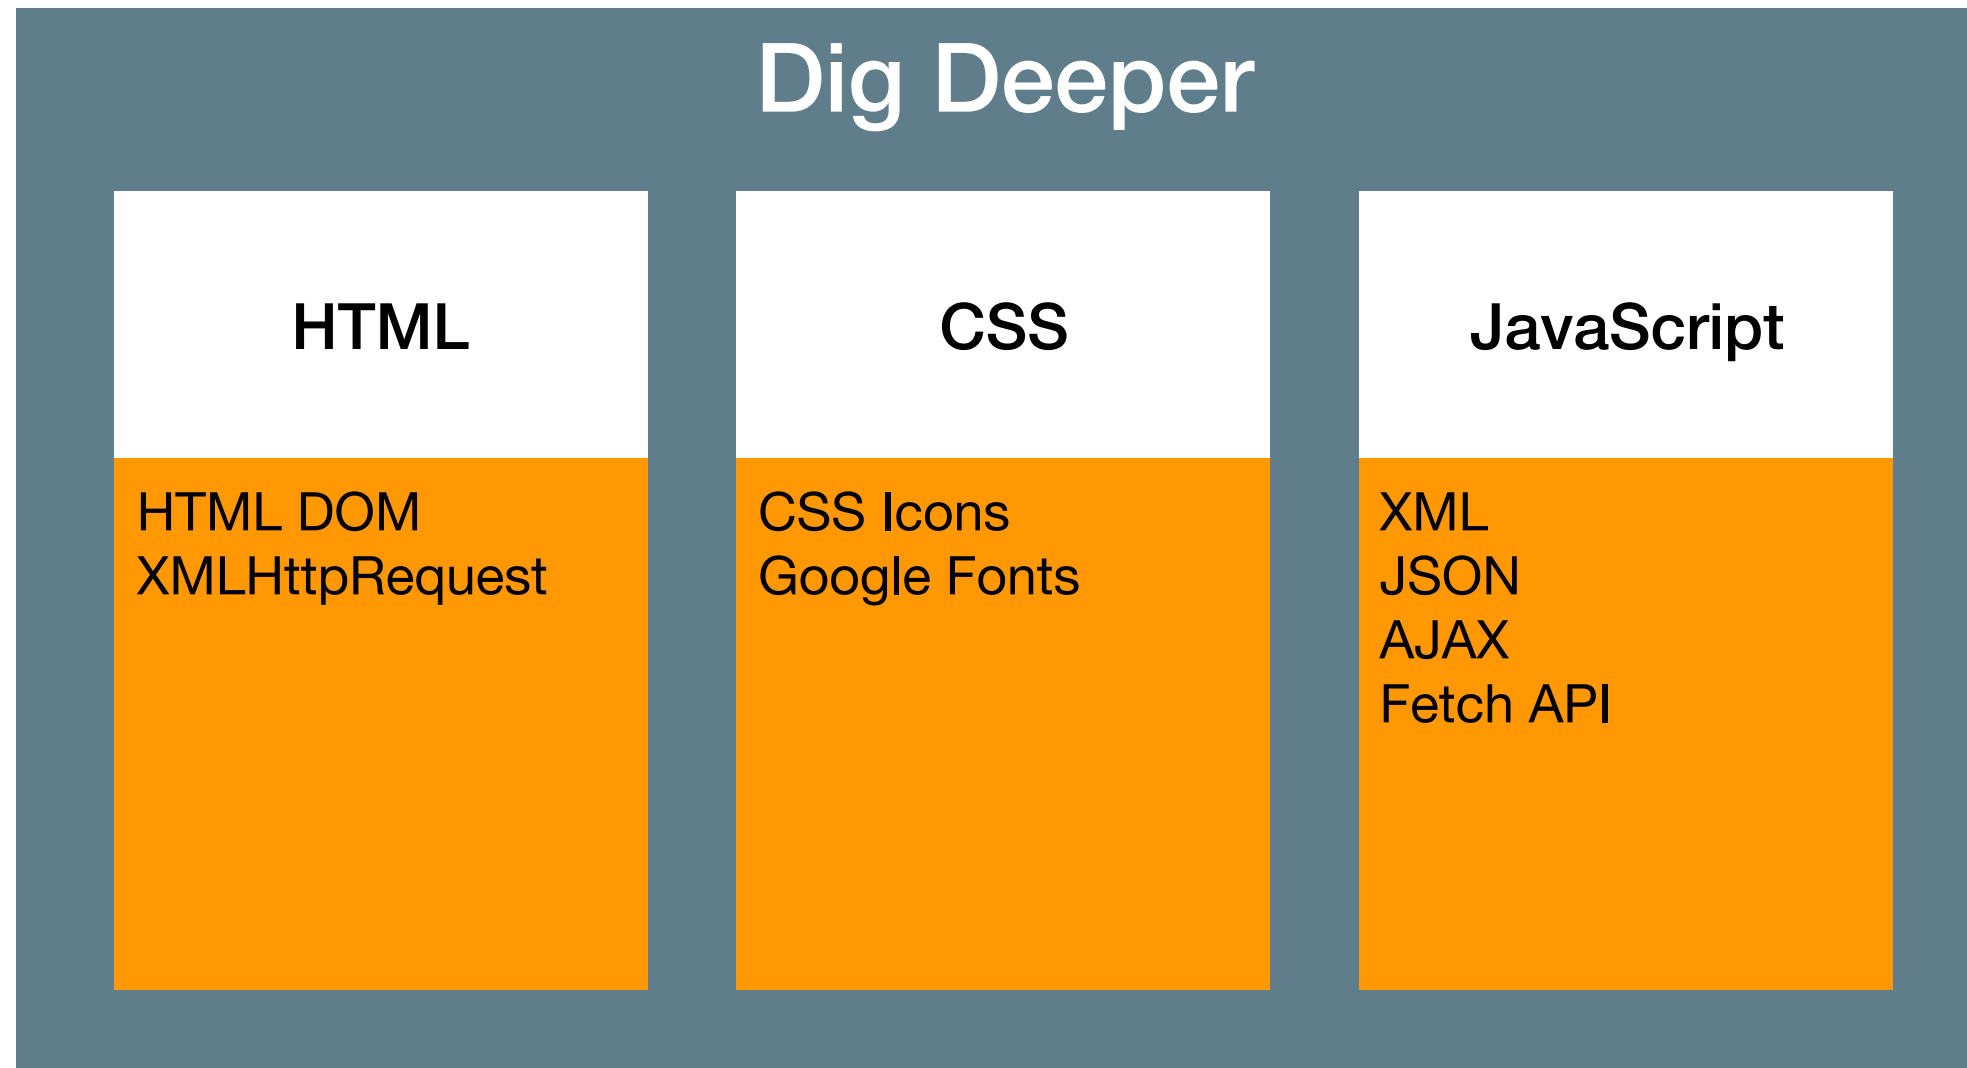 Dig Deeper
HTML
HTML DOM
XMLHttpRequest
CSS
CSS Icons
Google Fonts
JavaScript
XML
JSON
AJAX
Fetch API